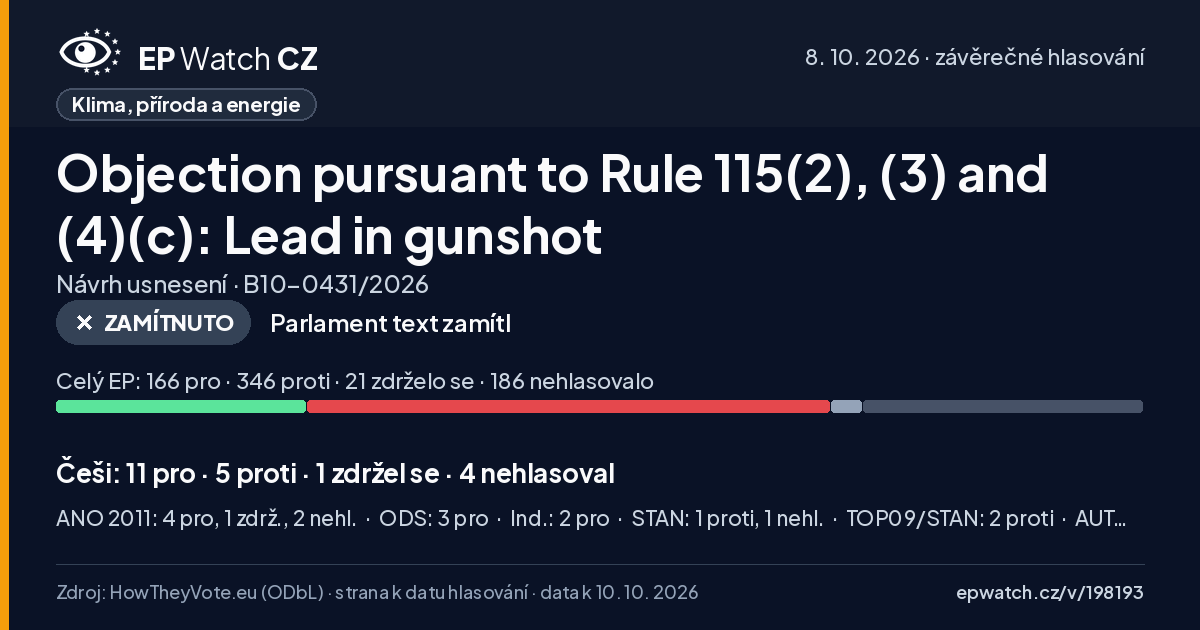 EP Watch CZ
8. 10. 2026 · závěrečné hlasování
Klima, příroda a energie
Objection pursuant to Rule 115(2), (3) and
(4)(c): Lead in gunshot
Návrh usnesení · B10-0431/2026
× ZAMÍTNUTO Parlament text zamítl
Celý EP: 166 pro · 346 proti · 21 zdrželo se · 186 nehlasovalo
Češi: 11 pro · 5 proti · 1 zdržel se · 4 nehlasoval
ANO 2011: 4 pro, 1 zdrž., 2 nehl. · ODS: 3 pro · Ind.: 2 pro · STAN: 1 proti, 1 nehl. · TOP09/STAN: 2 proti · AUT…
Zdroj: HowTheyVote.eu (ODbL) · strana k datu hlasování · data k 10. 10. 2026
epwatch.cz/v/198193